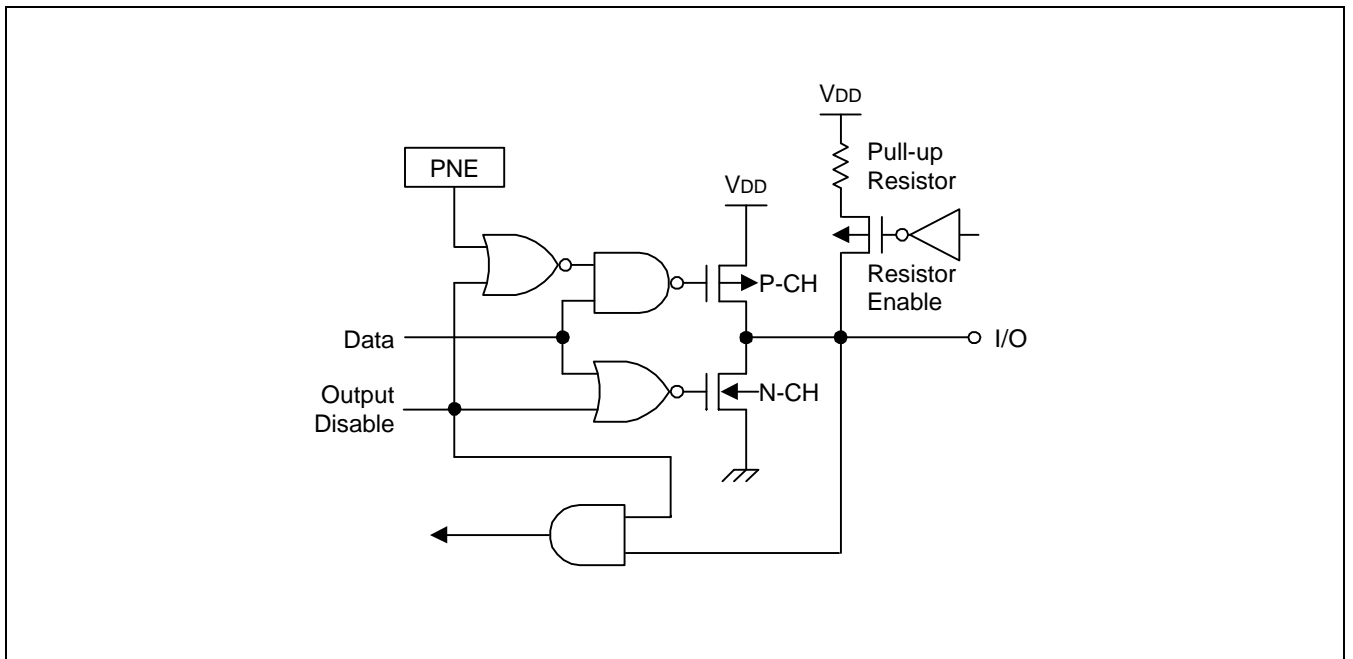 VDD
Pull-up
Resistor
PNE
VDD
P-CH
Resistor
Enable
Data
I/O
Output
Disable
N-CH